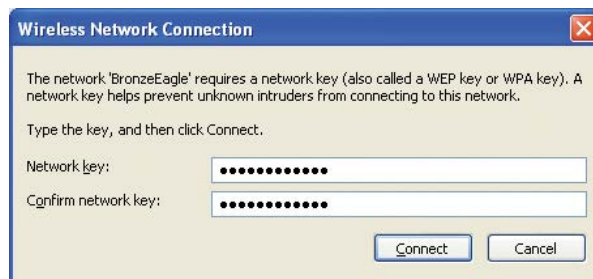 Wireless Network Connection
The network 'BronzeEagle' requires a network key (also called a WEP key or WPA key). A
network key helps prevent unknown intruders from connecting to this network.
Type the key, and then click Connect.
Network key: ••••••••••••
Confirm network key: ••••••••••••
Connect Cancel